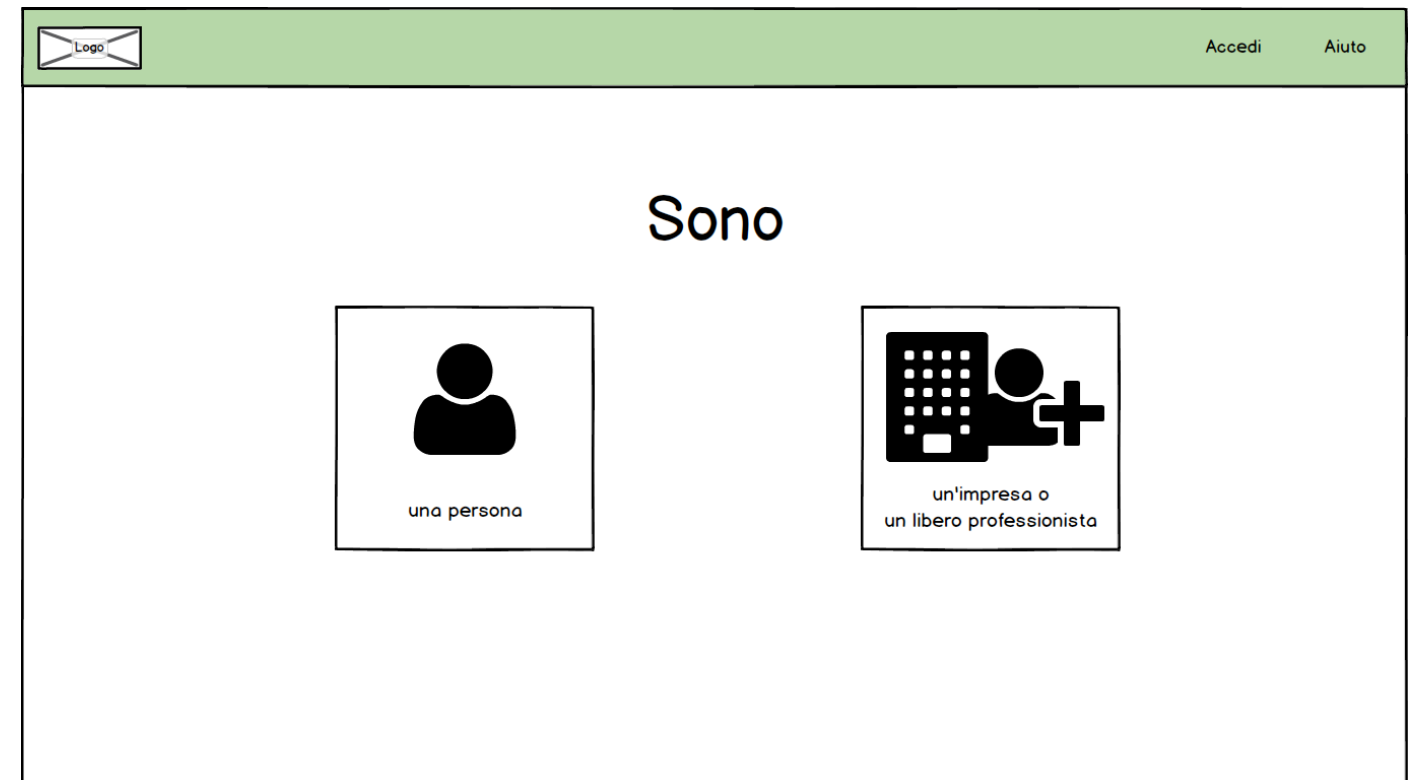 Logo
Accedi
Aiuto
Sono
una persona
un'impresa o
un libero professionista